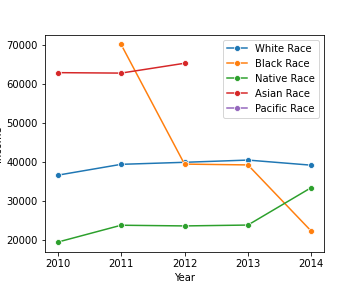 70000
60000
50000
40000
30000
20000
White Race
Black Race
Native Race
Asian Race
Pacific Race
2010 2011 2012 2013 2014
Year